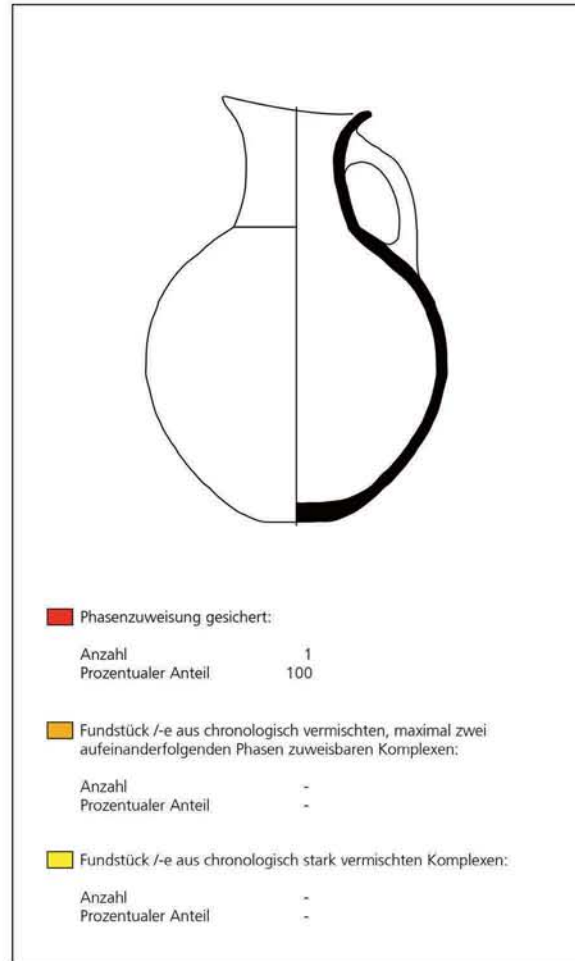 Phasenzuweisung gesichert:
Anzahl 1
Prozentualer Anteil 100
Fundstück /-e aus chronologisch vermischten, maximal zwei
aufeinanderfolgenden Phasen zuweisbaren Komplexen:
Anzahl -
Prozentualer Anteil -
Fundstück /-e aus chronologisch stark vermischten Komplexen:
Anzahl -
Prozentualer Anteil -